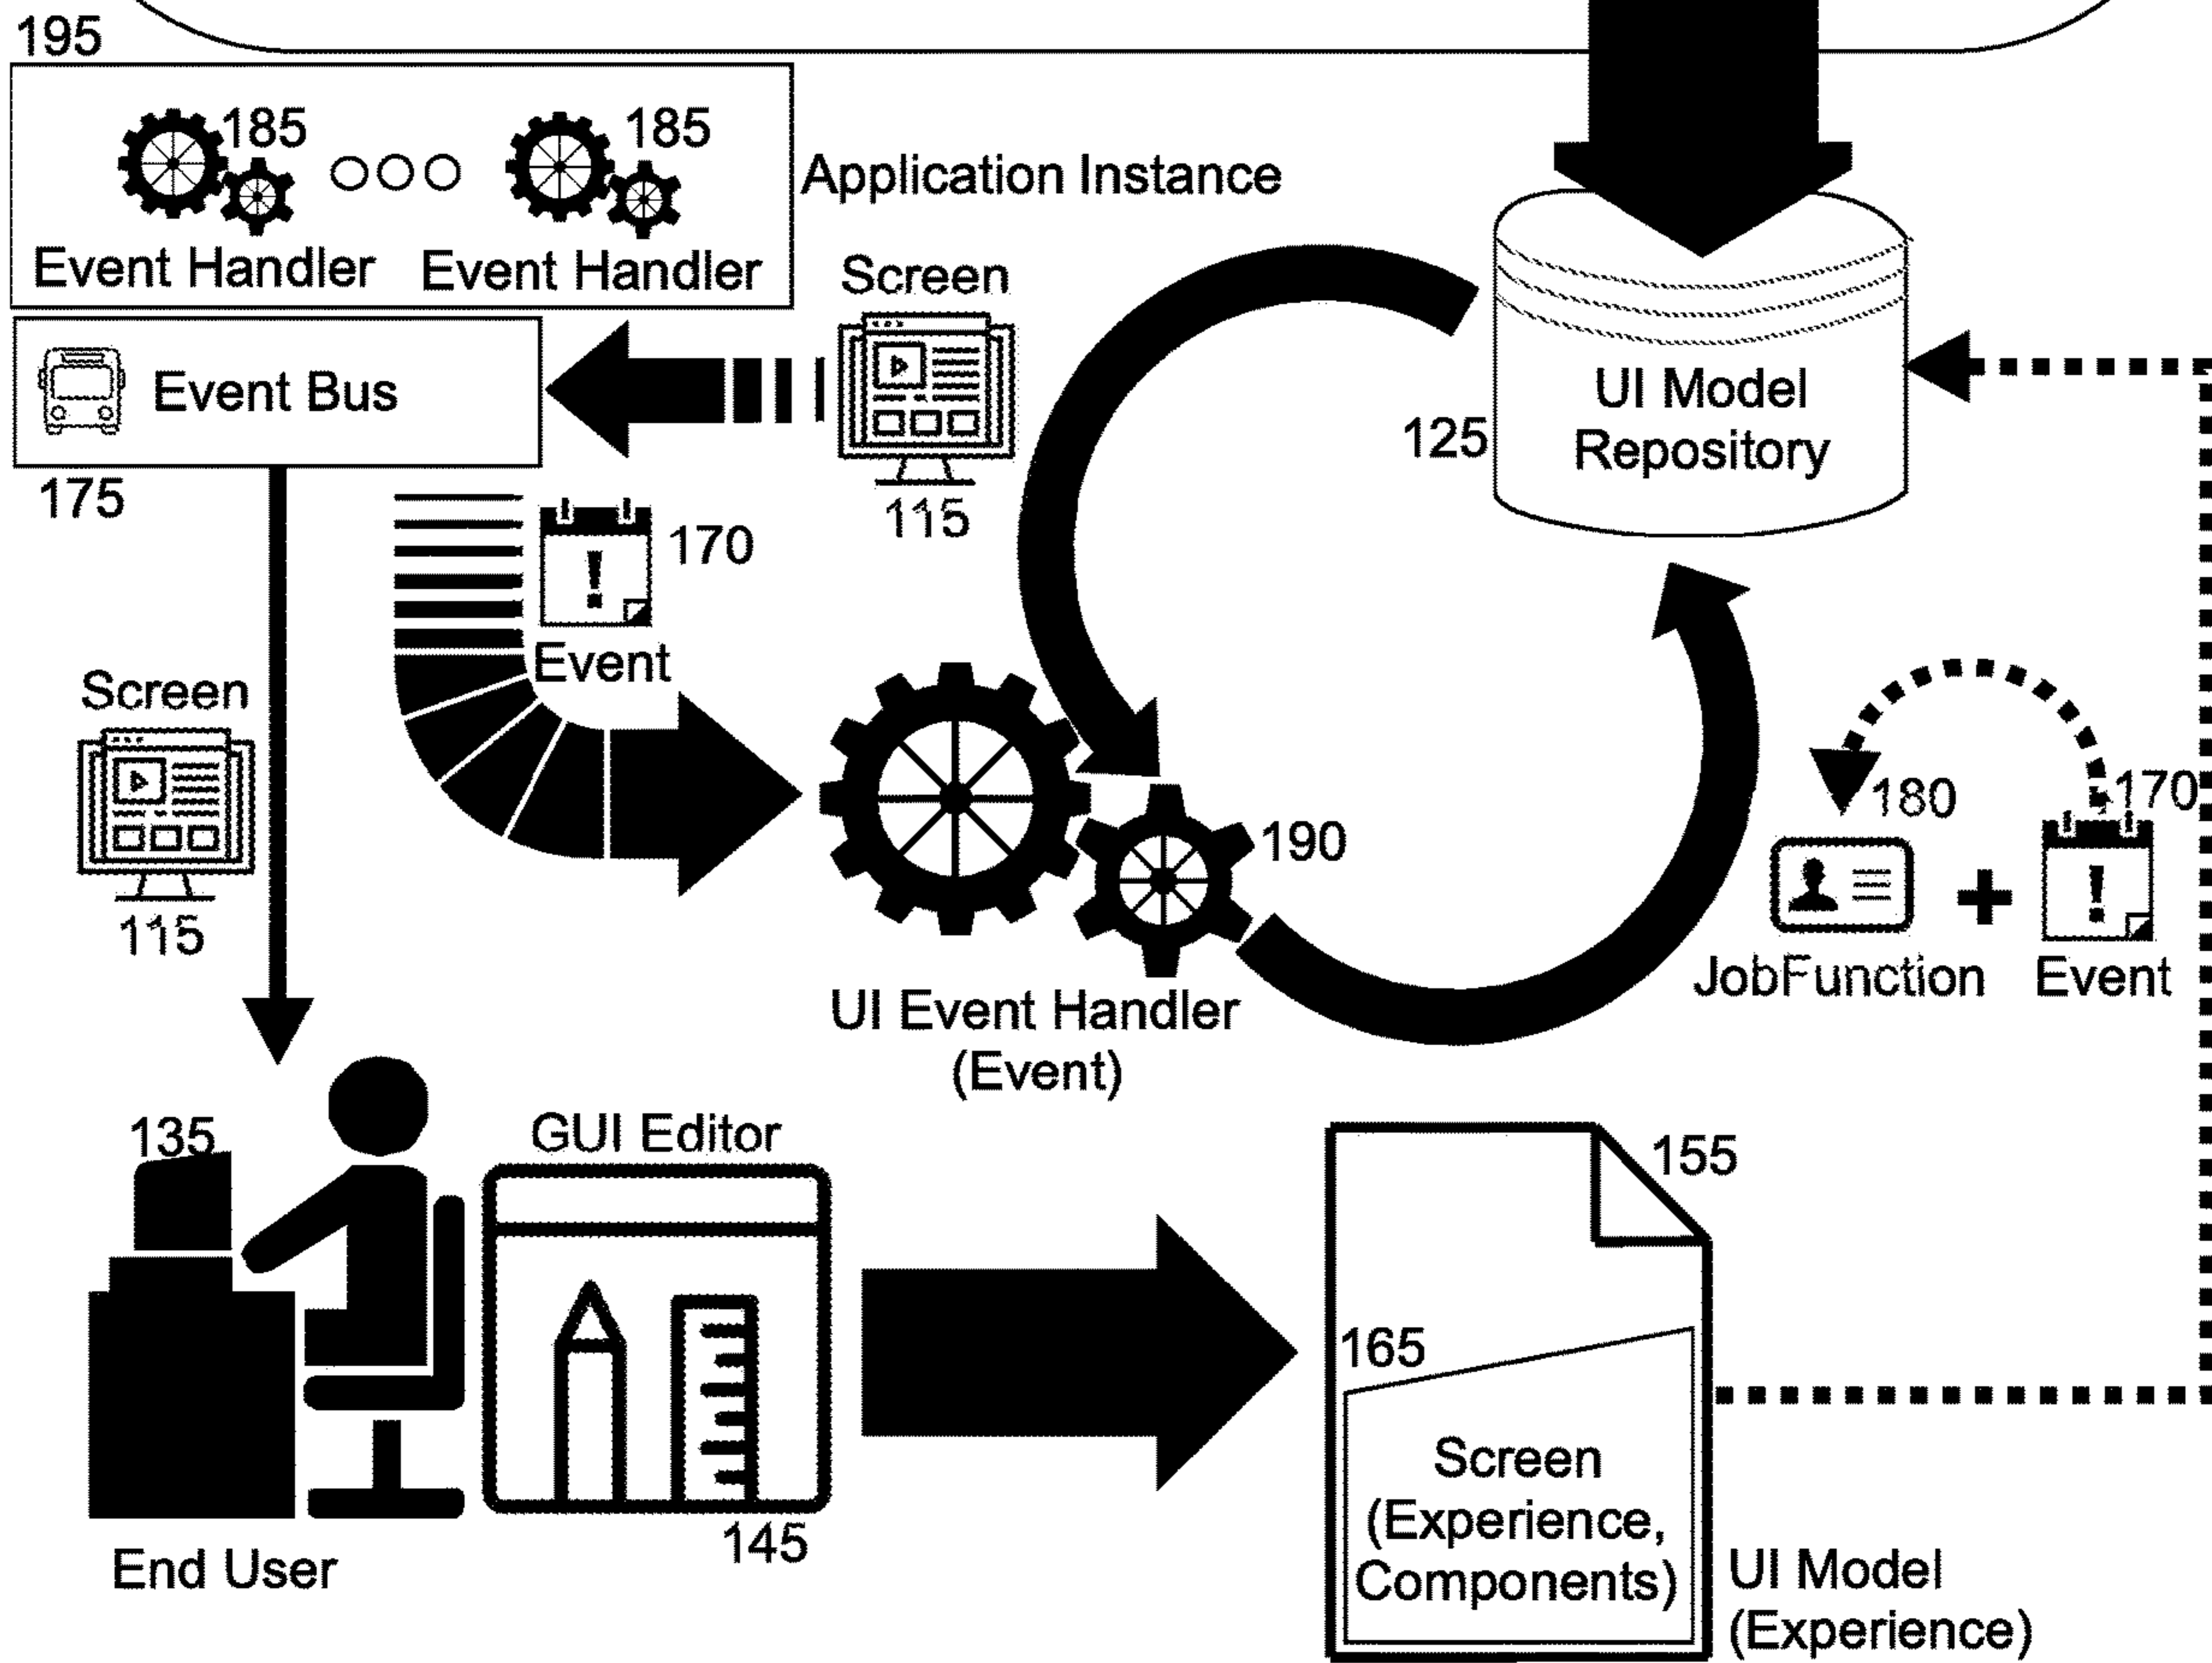 195
185
185
Application Instance
Event Handler
Event Handler
Screen
Event Bus
UI Model
Repository
125
175
115
170
Event
Screen
180
170
190
115
JobFunction
Event
UI Event Handler
(Event)
135
GUI Editor
155
165
Screen
(Experience,
Components)
145
End User
UI Model
(Experience)